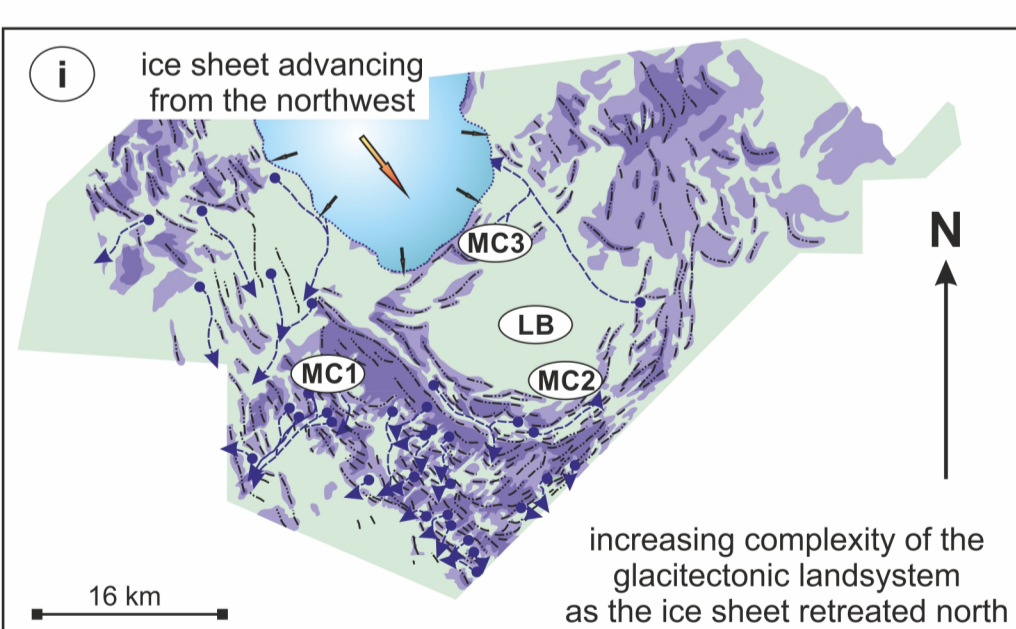 i
ice sheet advancing
from the northwest
MC3
N
LB
MC1
MC2
increasing complexity of the
glacitectonic landsystem
as the ice sheet retreated north
16 km